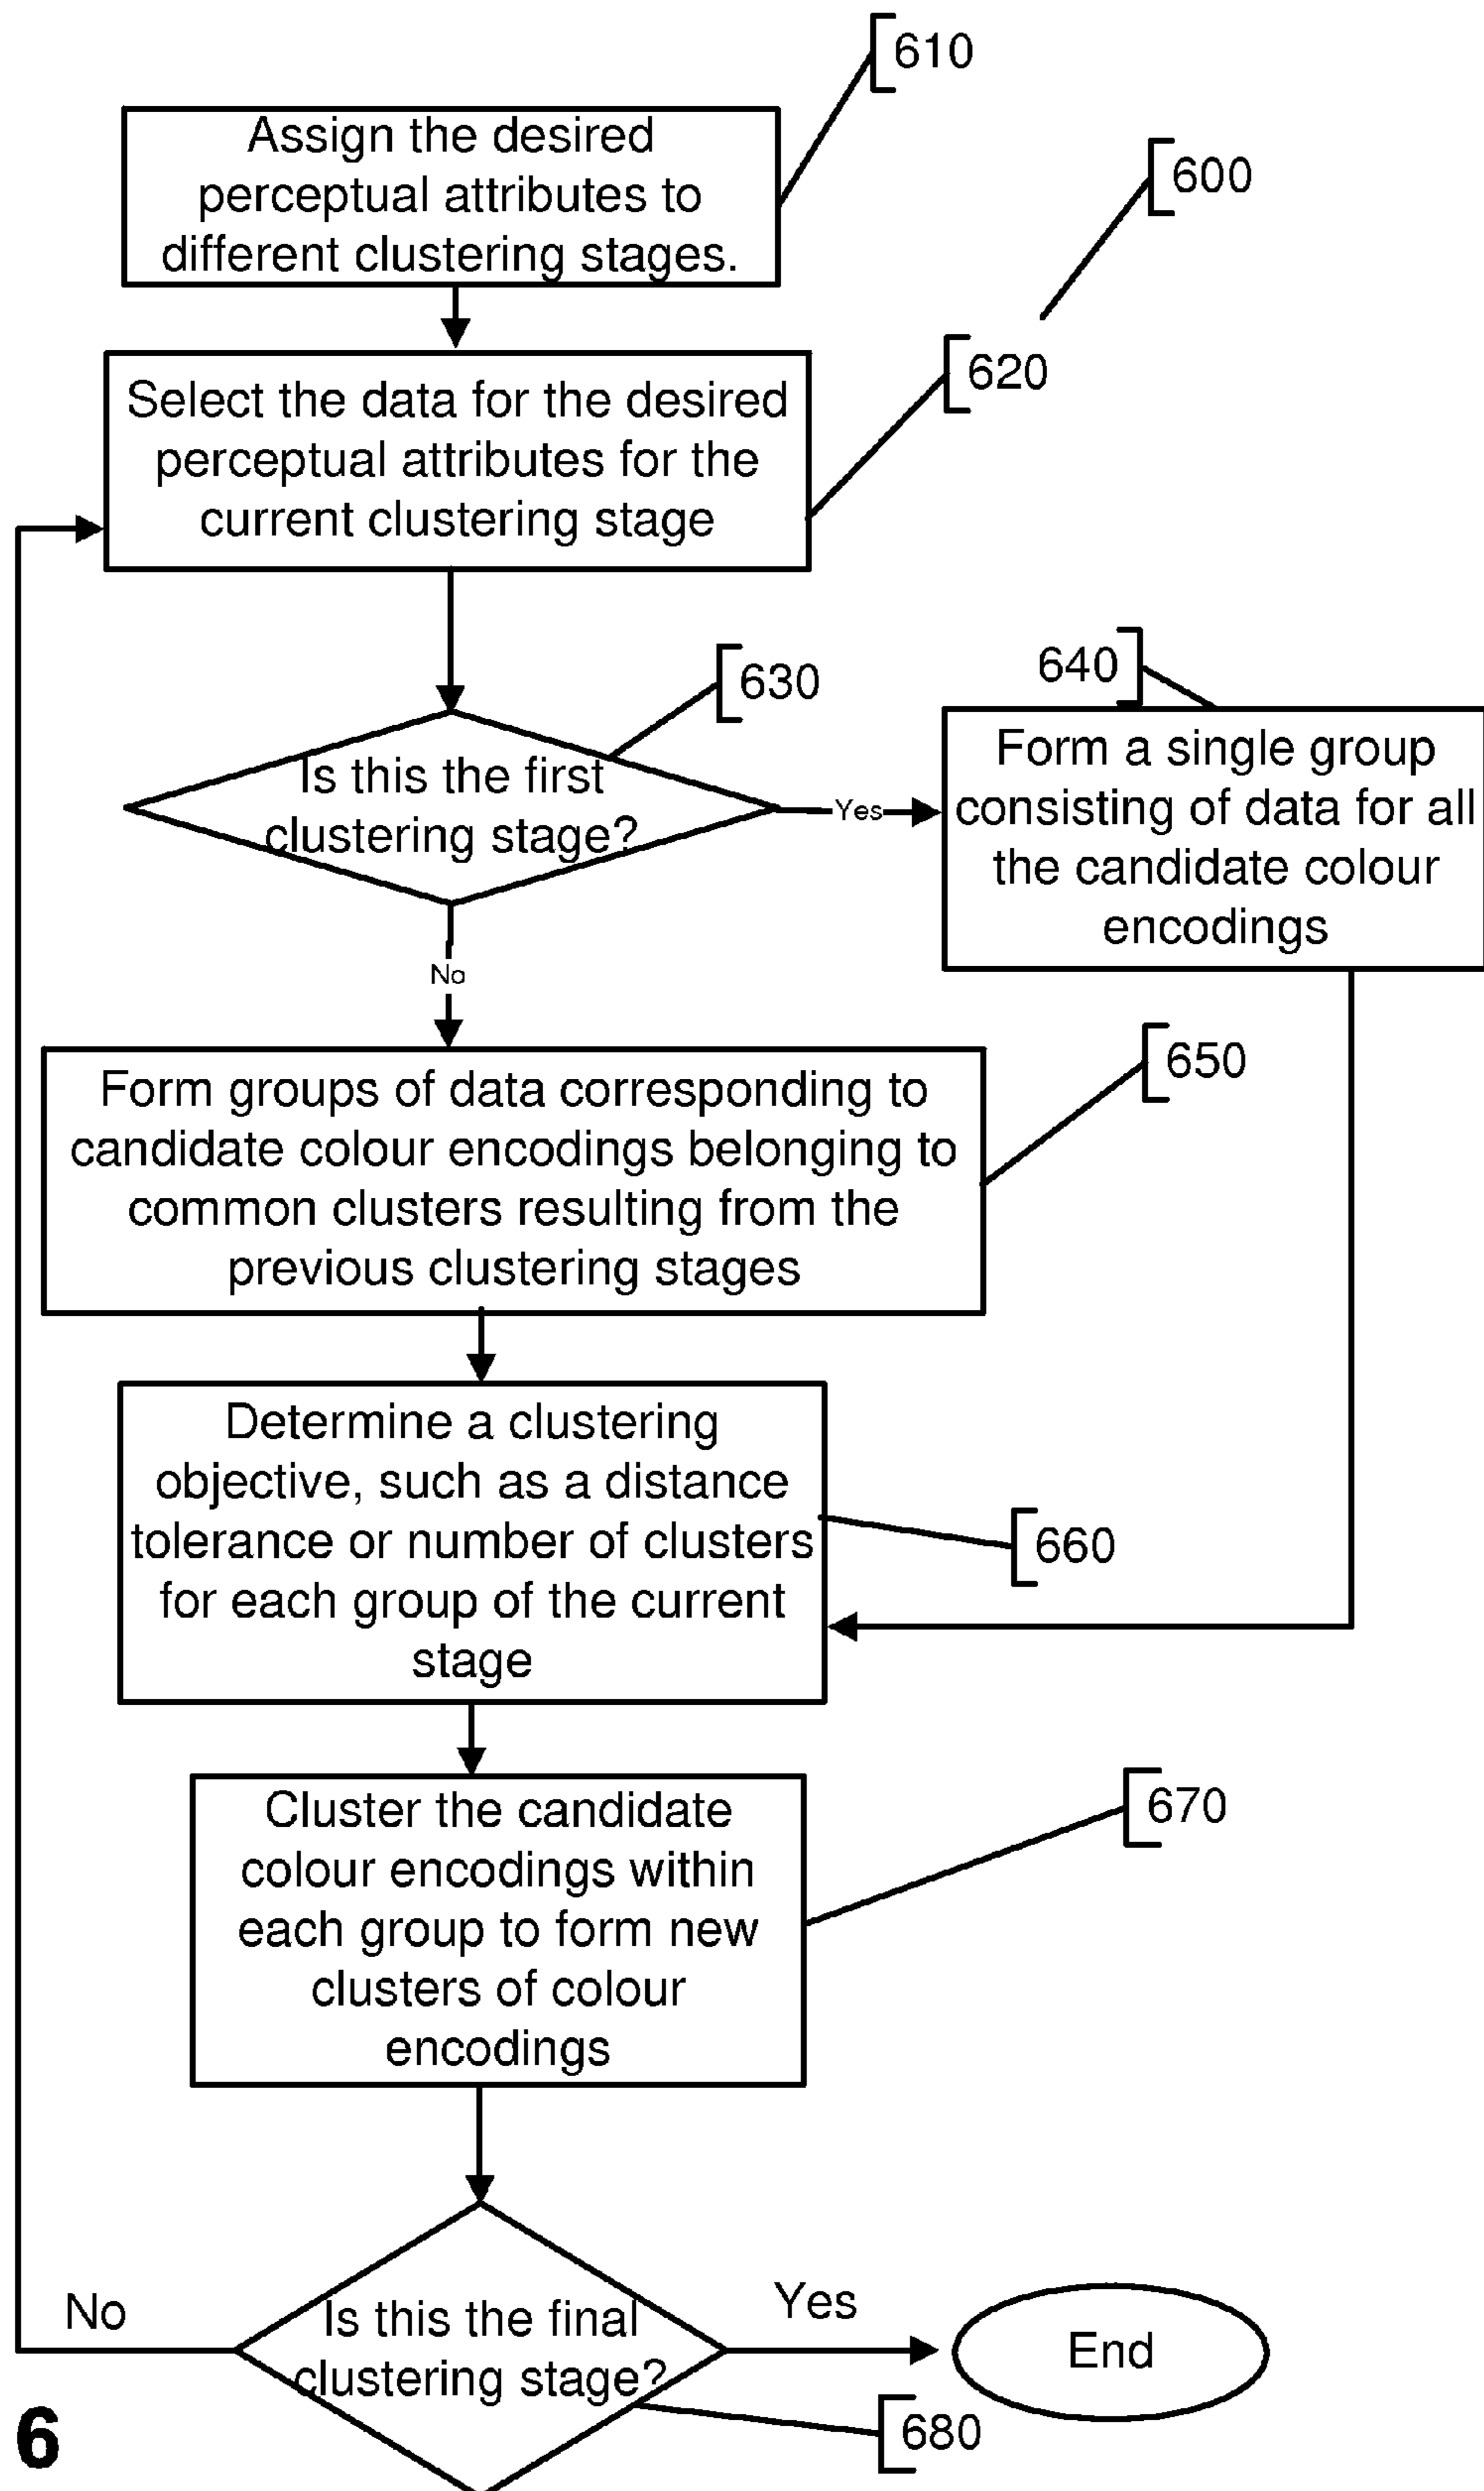 610
Assign the desired
perceptual attributes to
different clustering stages.
600
620
Select the data for the desired
perceptual attributes for the
current clustering stage
630
640
Is this the first
clustering stage?
Yes
Form a single group
consisting of data for all
the candidate colour
encodings
No
650
Form groups of data corresponding to
candidate colour encodings belonging to
common clusters resulting from the
previous clustering stages
Determine a clustering
objective, such as a distance
tolerance or number of clusters
for each group of the current
stage
660
670
Cluster the candidate
colour encodings within
each group to form new
clusters of colour
encodings
No
Is this the final
clustering stage?
Yes
End
680
6